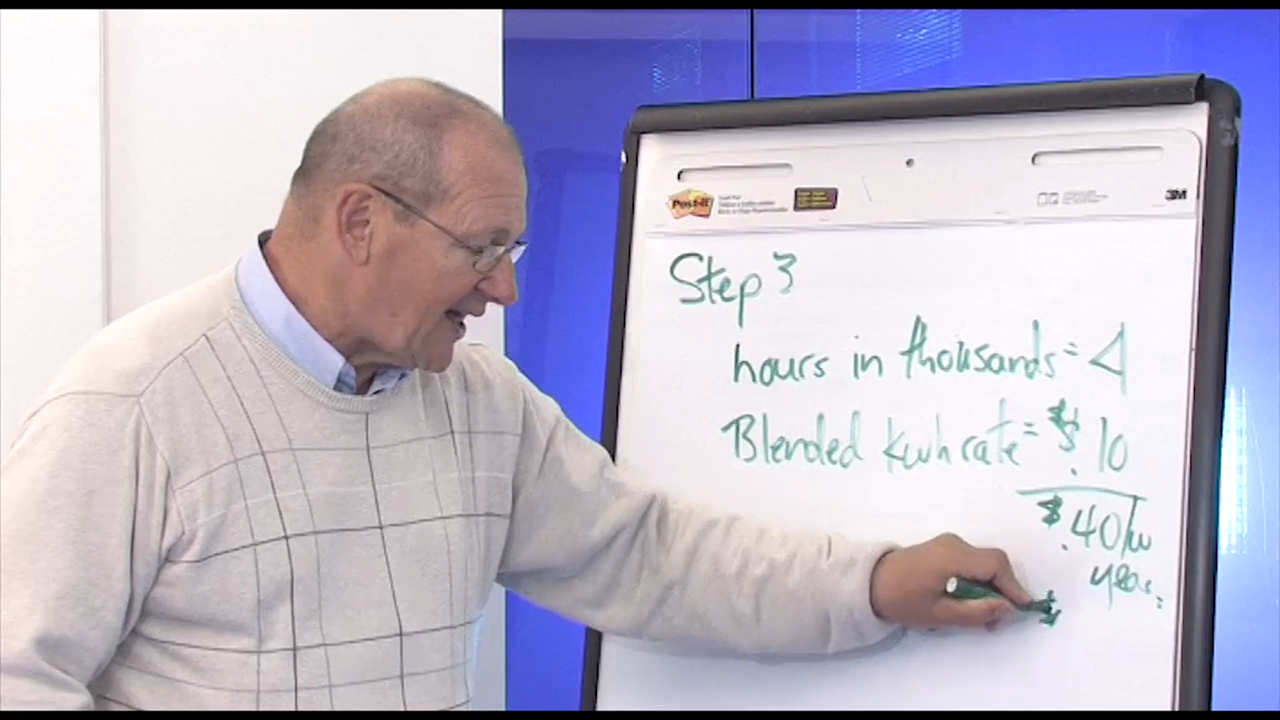 Post-it
3M
Step 3
hours in thousands = 4
Blended kwh rate = $.10
$.40/w
year.
$